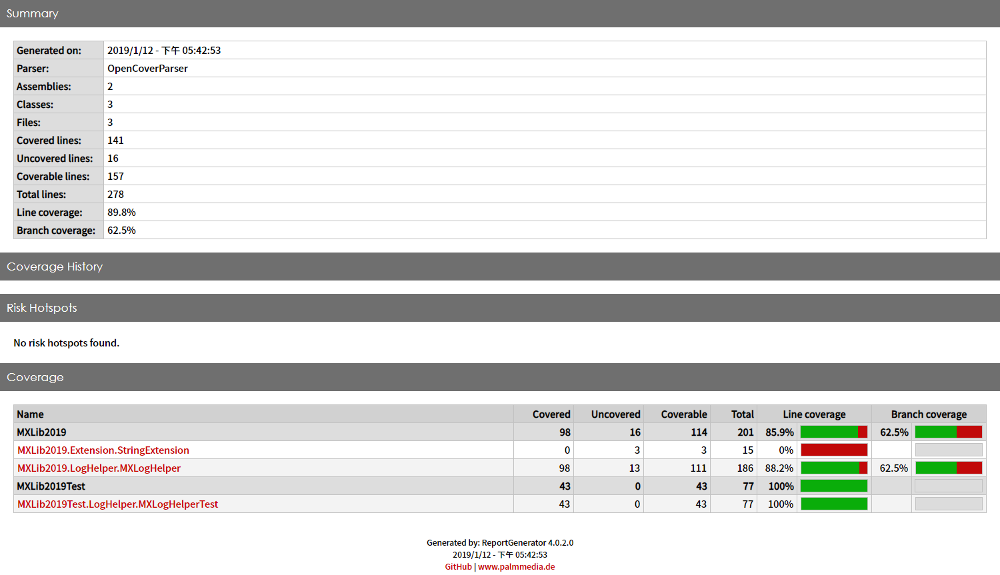 Summary
Generated on: 2019/1/12 - 下午 05:42:53
Parser: OpenCoverParser
Assemblies: 2
Classes: 3
Files: 3
Covered lines: 141
Uncovered lines: 16
Coverable lines: 157
Total lines: 278
Line coverage: 89.8%
Branch coverage: 62.5%
Coverage History
Risk Hotspots
No risk hotspots found.
Coverage
Name Covered Uncovered Coverable Total Line coverage Branch coverage
MXLib2019 98 16 114 201 85.9% 62.5%
MXLib2019.Extension.StringExtension 0 3 3 15 0%
MXLib2019.LogHelper.MXLogHelper 98 13 111 186 88.2% 62.5%
MXLib2019Test 43 0 43 77 100%
MXLib2019Test.LogHelper.MXLogHelperTest 43 0 43 77 100%
Generated by: ReportGenerator 4.0.2.0
2019/1/12 - 下午 05:42:53
GitHub | www.palmmedia.de